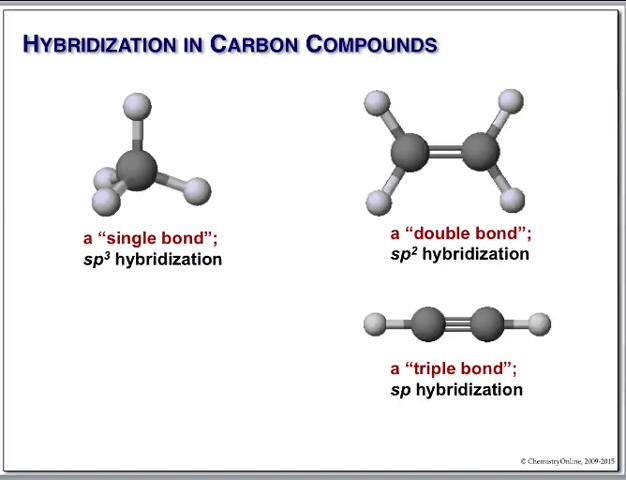 HYBRIDIZATION IN CARBON COMPOUNDS
a “single bond”;
sp³ hybridization
a “double bond”;
sp² hybridization
a “triple bond”;
sp hybridization
© ChemistryOnline, 2009-2015